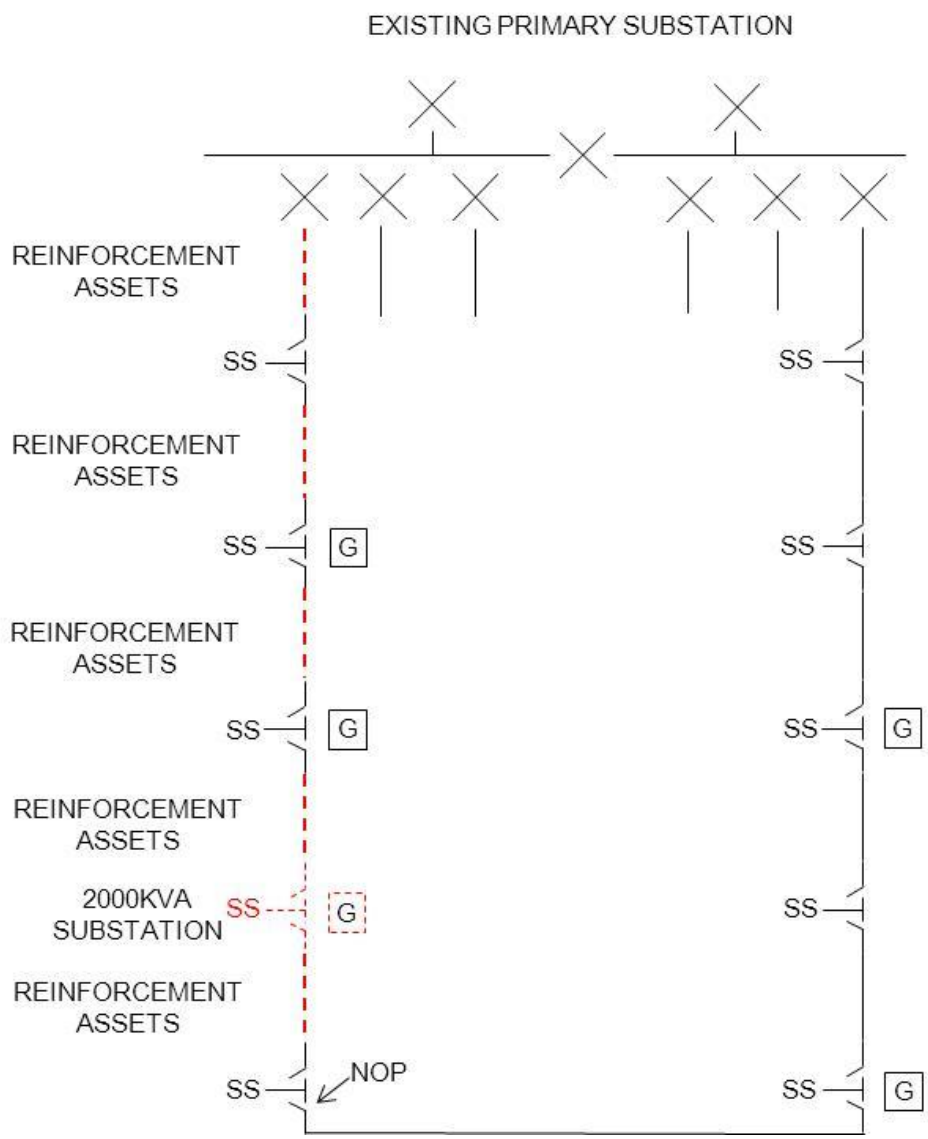 EXISTING PRIMARY SUBSTATION
REINFORCEMENT
ASSETS
SS
SS
REINFORCEMENT
ASSETS
SS
G
SS
REINFORCEMENT
ASSETS
SS
G
SS
G
REINFORCEMENT
ASSETS
2000KVA
SUBSTATION
SS
G
SS
REINFORCEMENT
ASSETS
NOP
SS
SS
G